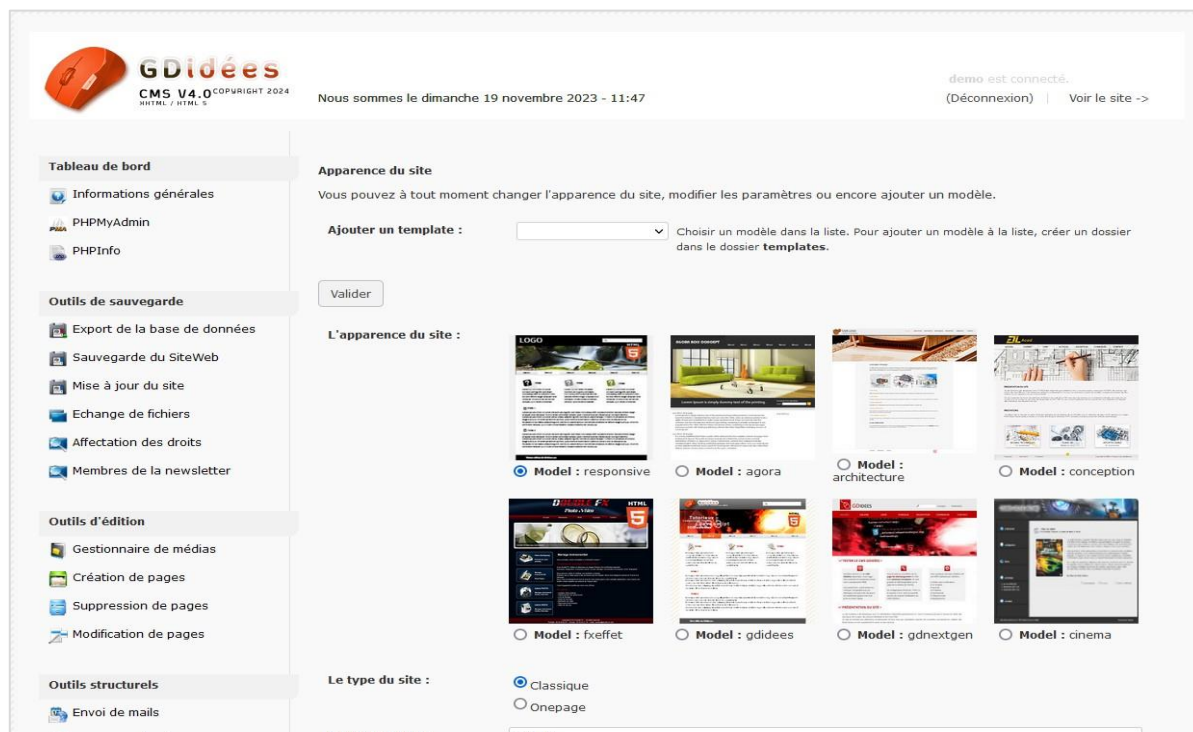 GDidées
CMS V4.0 COPYRIGHT 2024
HHTML / HTML 5
Nous sommes le dimanche 19 novembre 2023 - 11:47
demo est connecté.
(Déconnexion) | Voir le site ->
Tableau de bord
Informations générales
PHPMyAdmin
PHPInfo
Outils de sauvegarde
Export de la base de données
Sauvegarde du SiteWeb
Mise à jour du site
Echange de fichiers
Affectation des droits
Membres de la newsletter
Outils d'édition
Gestionnaire de médias
Création de pages
Suppression de pages
Modification de pages
Outils structurels
Envoi de mails
Apparence du site
Vous pouvez à tout moment changer l'apparence du site, modifier les paramètres ou encore ajouter un modèle.
Ajouter un template :
Choisir un modèle dans la liste. Pour ajouter un modèle à la liste, créer un dossier
dans le dossier templates.
Valider
L'apparence du site :
LOGO
HTML
5
Model : responsive
Model : agora
Model :
architecture
Model : conception
HTML
5
Model : fxeffet
Model : gdidees
Model : gdnextgen
Model : cinema
Le type du site :
Classique
Onepage